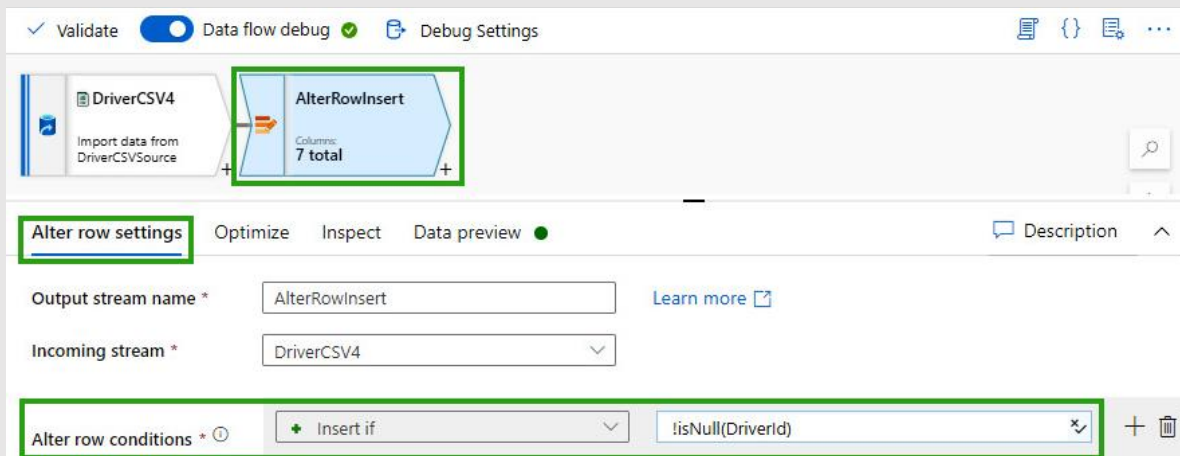 Validate Data flow debug Debug Settings {} ...
DriverCSV4
Import data from
DriverCSVSource
+
AlterRowInsert
Columns:
7 total
+
Alter row settings Optimize Inspect Data preview Description
Output stream name * AlterRowInsert Learn more
Incoming stream * DriverCSV4
Alter row conditions * Insert if !isNull(DriverId)